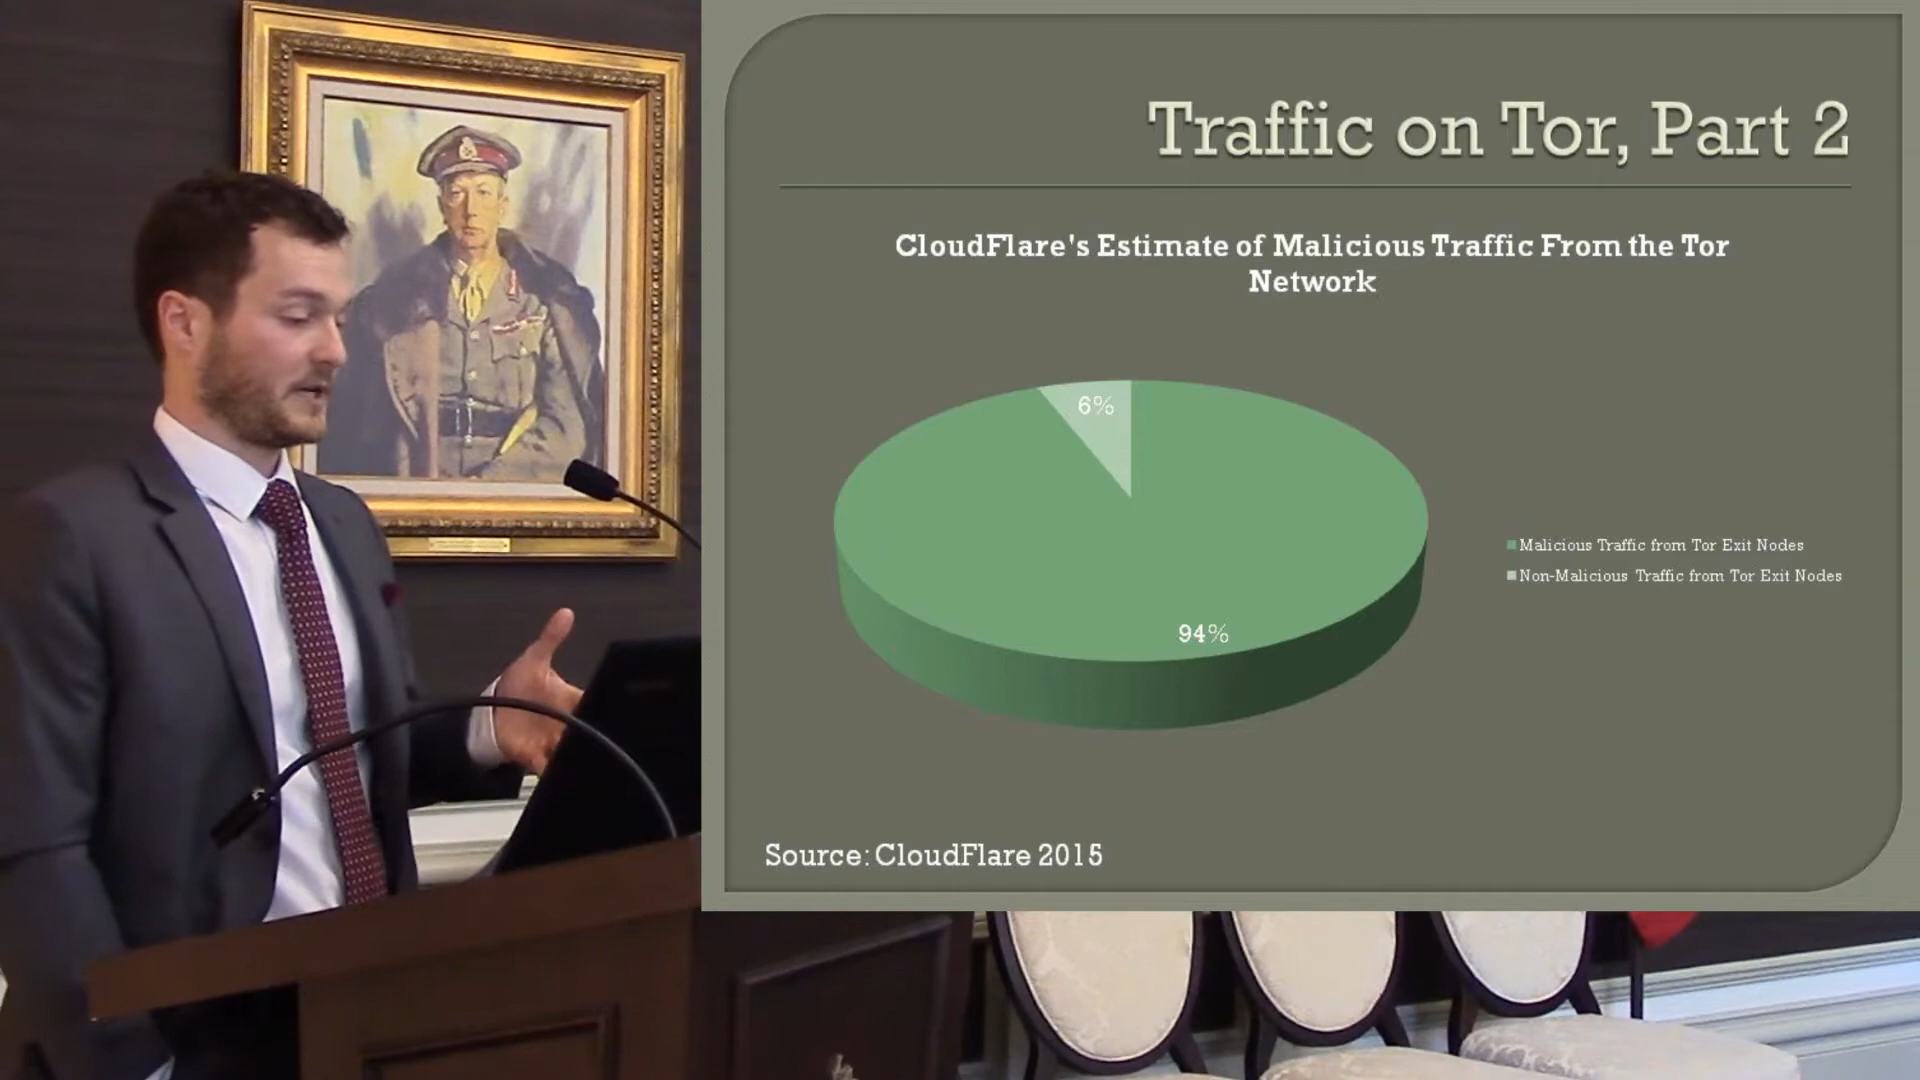 Traffic on Tor, Part 2
CloudFlare's Estimate of Malicious Traffic From the Tor
Network
6%
94%
Malicious Traffic from Tor Exit Nodes
Non-Malicious Traffic from Tor Exit Nodes
Source: CloudFlare 2015